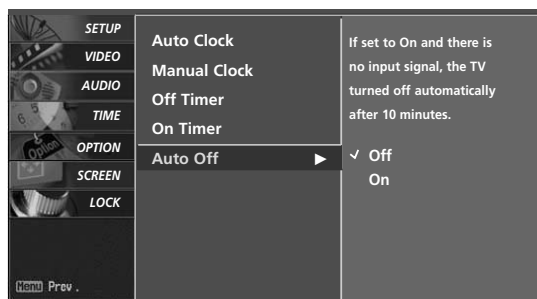 SETUP
VIDEO
AUDIO
TIME
OPTION
SCREEN
LOCK
Menu Prev.
Auto Clock
Manual Clock
Off Timer
On Timer
Auto Off ▶
If set to On and there is
no input signal, the TV
turned off automatically
after 10 minutes.
✓ Off
On